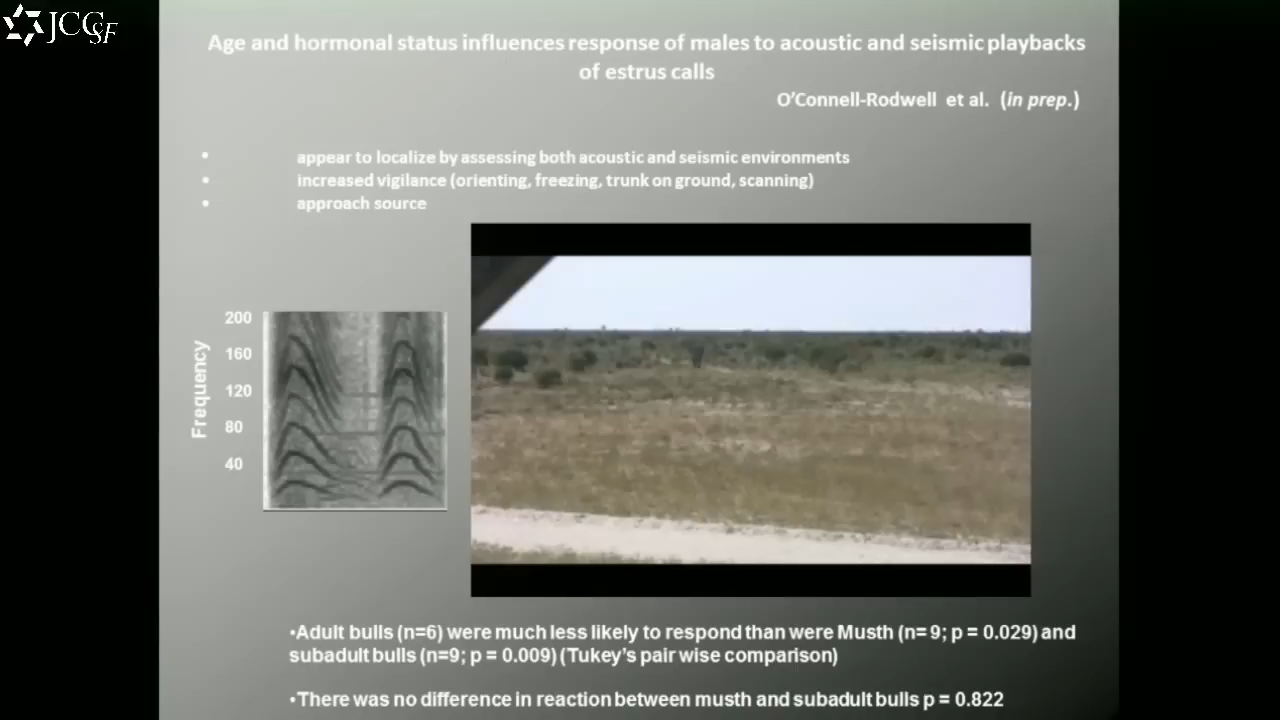 JCCSF
Age and hormonal status influences response of males to acoustic and seismic playbacks
of estrus calls
O'Connell-Rodwell et al. (in prep.)
• appear to localize by assessing both acoustic and seismic environments
• increased vigilance (orienting, freezing, trunk on ground, scanning)
• approach source
200
160
120
80
40
Frequency
•Adult bulls (n=6) were much less likely to respond than were Musth (n= 9; p = 0.029) and
subadult bulls (n=9; p = 0.009) (Tukey's pair wise comparison)
•There was no difference in reaction between musth and subadult bulls p = 0.822